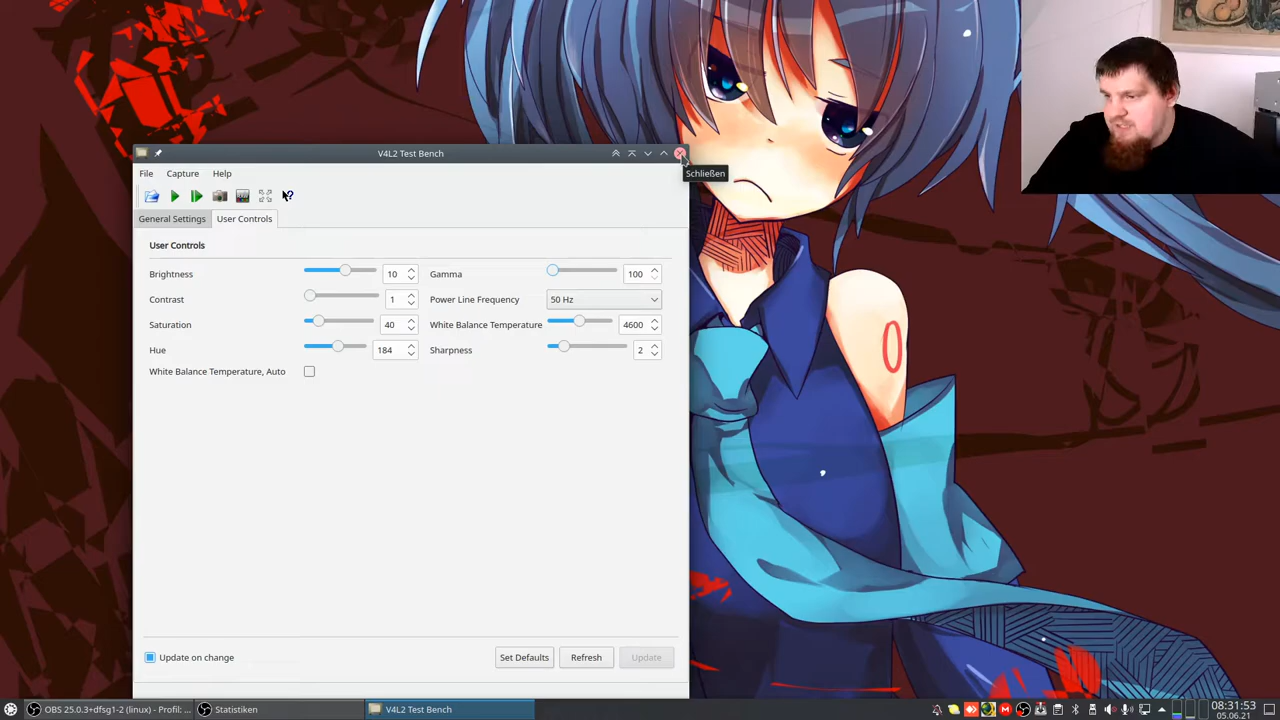 V4L2 Test Bench
Schließen
File Capture Help
General Settings User Controls
User Controls
Brightness 10 Gamma 100
Contrast 1 Power Line Frequency 50 Hz
Saturation 40 White Balance Temperature 4600
Hue 184 Sharpness 2
White Balance Temperature, Auto
0
Update on change Set Defaults Refresh Update
OBS 25.0.3+dfsg1-2 (linux) - Profil: ... Statistiken V4L2 Test Bench 08:31:53
05.06.21